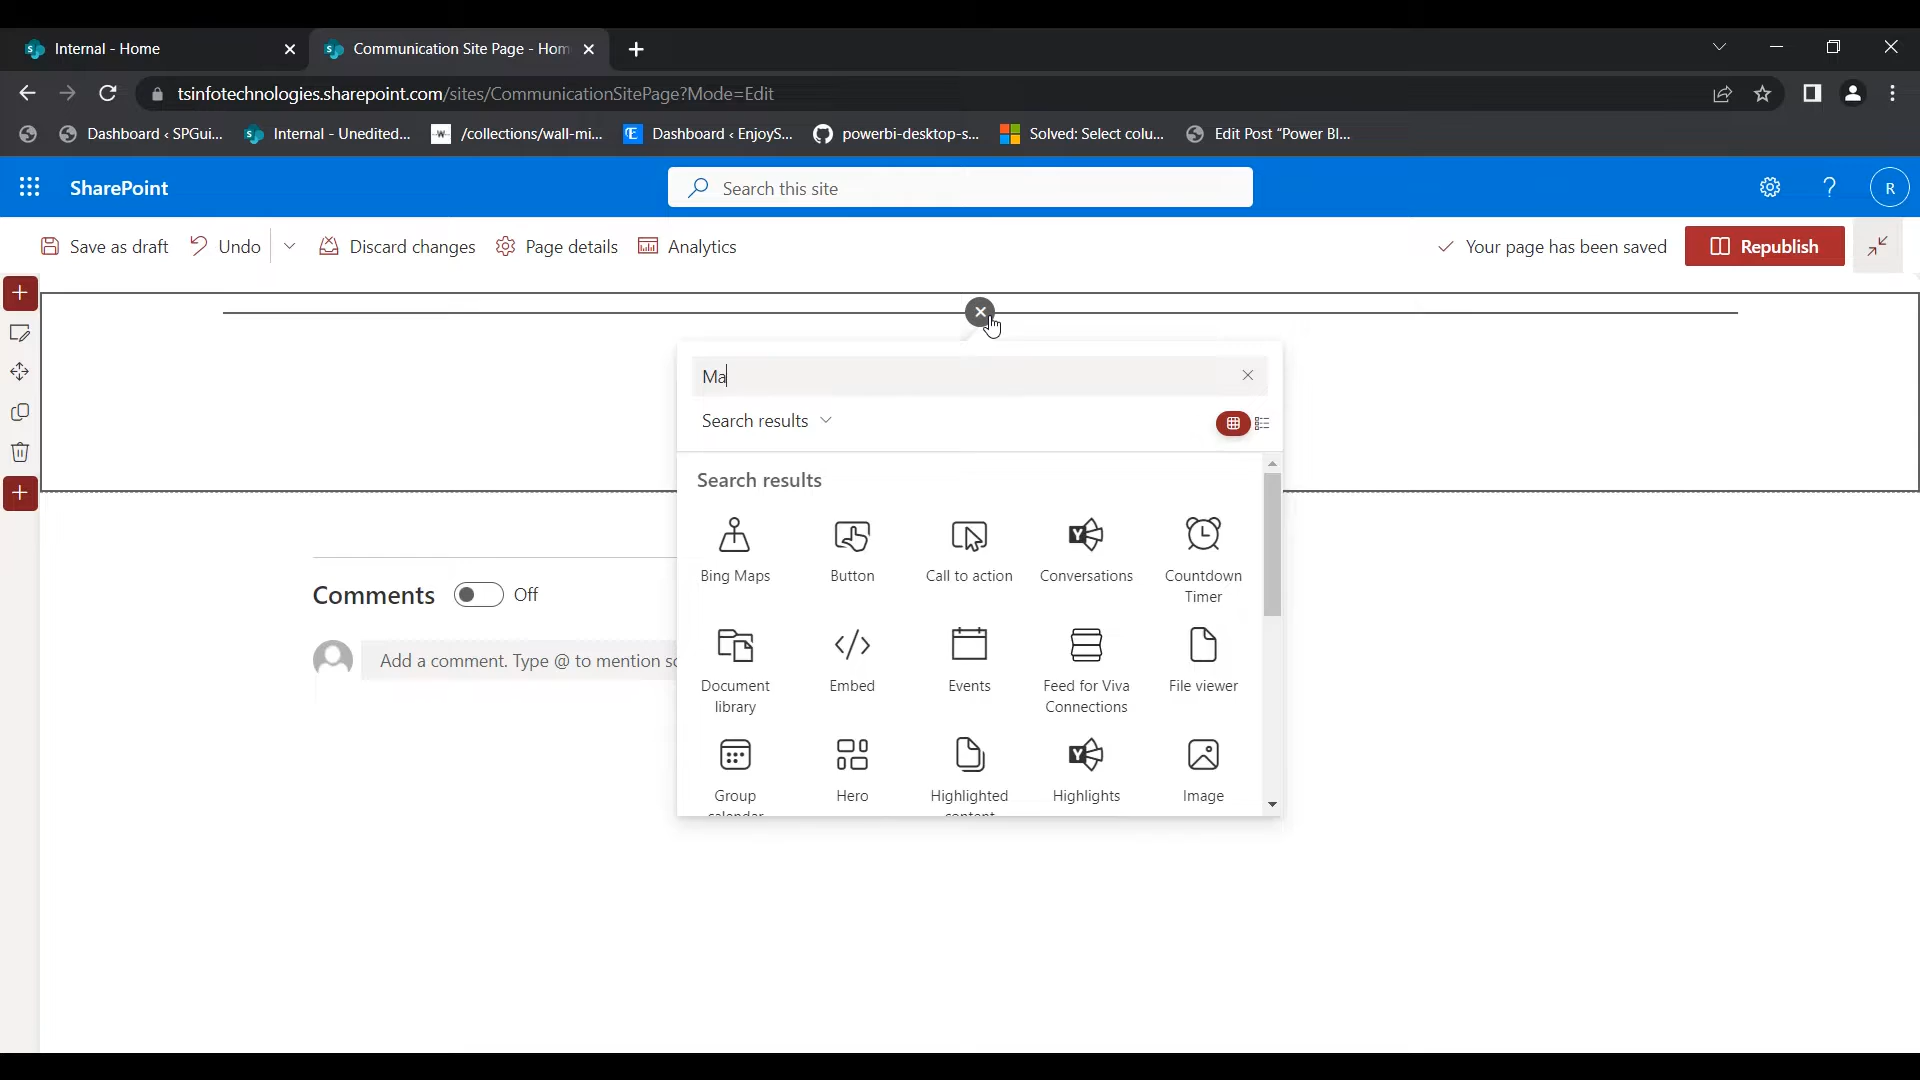 Internal - Home
Communication Site Page - Hom
tsinfotechnologies.sharepoint.com/sites/CommunicationSitePage?Mode=Edit
Dashboard ‹ SPGui... Internal - Unedited... W /collections/wall-mi... E Dashboard ‹ EnjoyS... powerbi-desktop-s... Solved: Select colu... Edit Post "Power BI...
SharePoint Search this site ? R
Save as draft Undo Discard changes Page details Analytics Your page has been saved Republish
Ma
Search results
Search results
Bing Maps Button Call to action Conversations Countdown
Timer
Comments Off
Add a comment. Type @ to mention
Document Embed Events Feed for Viva File viewer
library Connections
Group Hero Highlighted Highlights Image
calendar content